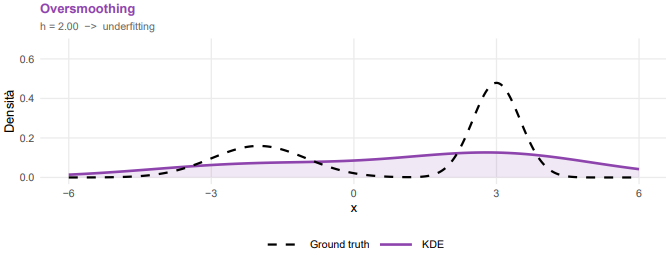 Oversmoothing
h = 2.00 −> underfitting
Densità
0.6
0.4
0.2
0.0
−6 −3 0 3 6
x
Ground truth KDE